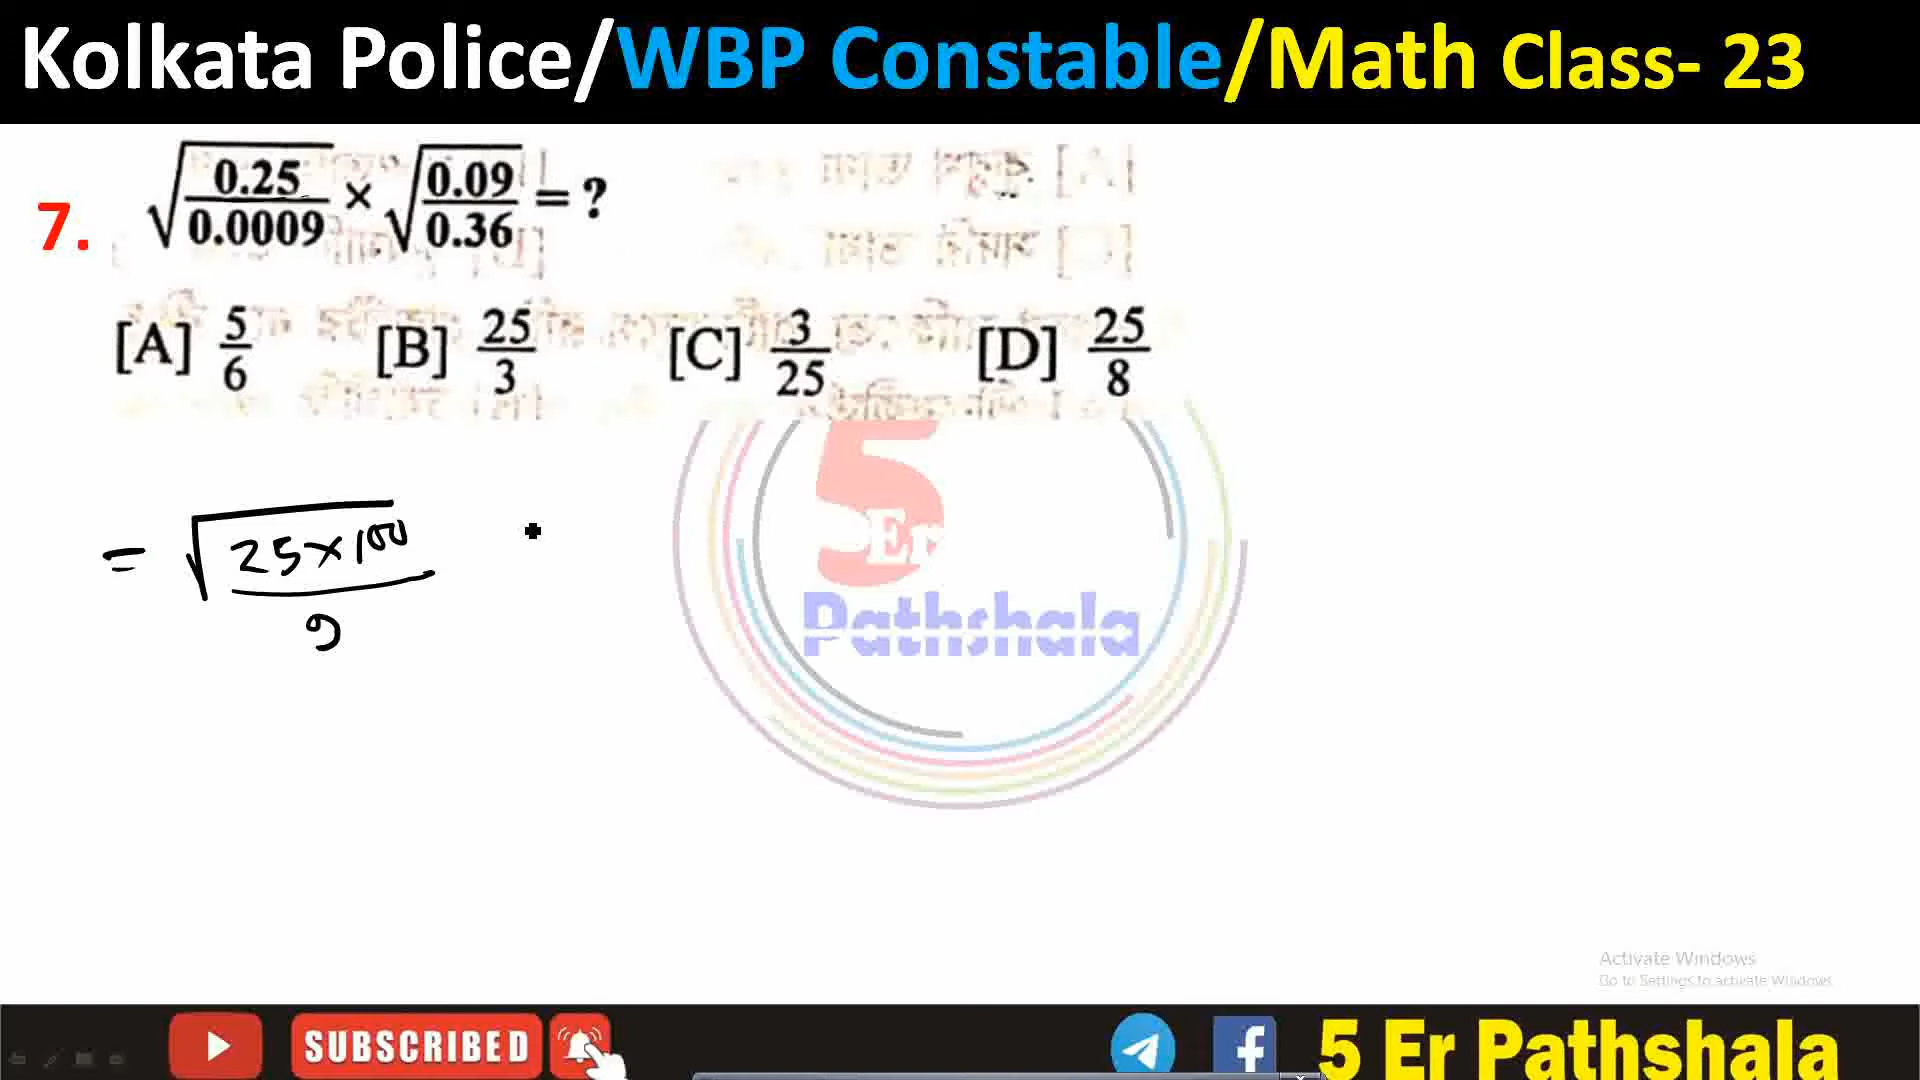 Kolkata Police/WBP Constable/Math Class- 23
7. √(0.25/0.0009) × √(0.09/0.36) = ?
[A] 5/6 [B] 25/3 [C] 3/25 [D] 25/8
= √(25×100/9)
5 Er
Pathshala
Activate Windows
Go to Settings to activate Windows
SUBSCRIBED
5 Er Pathshala